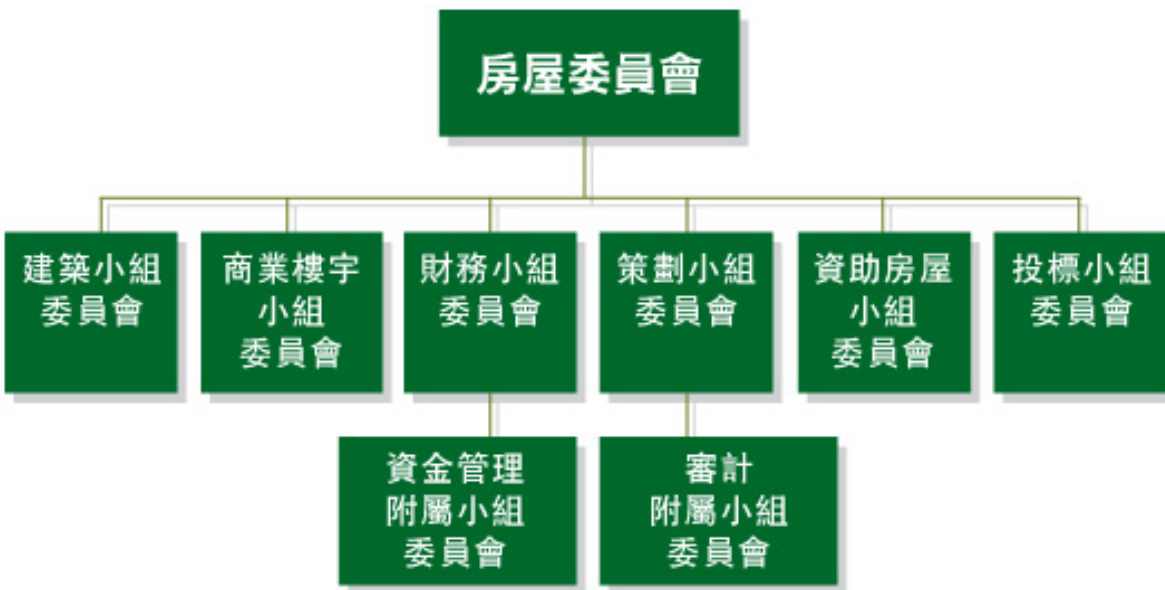 房屋委員會
建築小組
委員會
商業樓宇
小組
委員會
財務小組
委員會
策劃小組
委員會
資助房屋
小組
委員會
投標小組
委員會
資金管理
附屬小組
委員會
審計
附屬小組
委員會